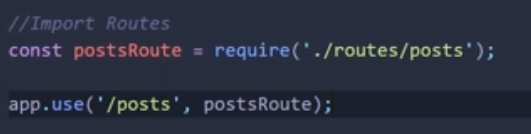 //Import Routes
const postsRoute = require('./routes/posts');
app.use('/posts', postsRoute);